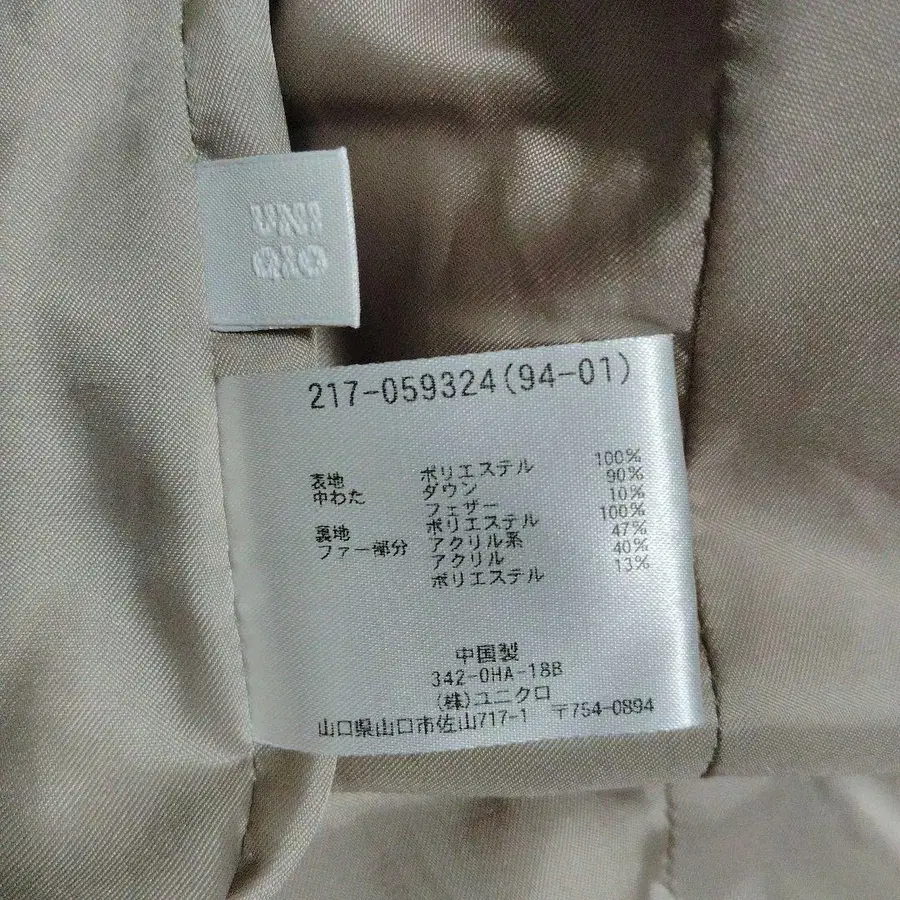 UNI
QLO
217-059324(94-01)
表地 ポリエステル 100%
中わた ダウン 90%
フェザー 10%
裏地 ポリエステル 100%
ファー部分 アクリル系 47%
アクリル 40%
ポリエステル 13%
中国製
342-0HA-18B
(株)ユニクロ
山口県山口市佐山717-1 〒754-0894